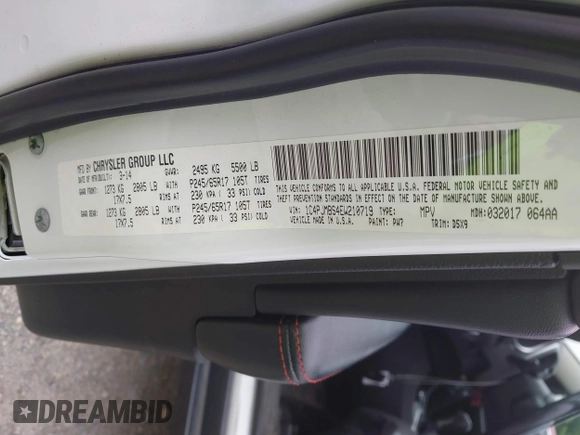 MFD BY CHRYSLER GROUP LLC
DATE OF MFR: 3-14 GVWR: 2495 KG 5500 LB
GAWR FRONT: 1273 KG 2805 LB WITH P245/65R17 105T TIRES
17X7.5 RIMS AT 230 KPA ( 33 PSI) COLD
GAWR REAR: 1273 KG 2805 LB WITH P245/65R17 105T TIRES
17X7.5 RIMS AT 230 KPA ( 33 PSI) COLD
THIS VEHICLE CONFORMS TO ALL APPLICABLE U.S.A. FEDERAL MOTOR VEHICLE SAFETY AND
THEFT PREVENTION STANDARDS IN EFFECT ON THE DATE OF MANUFACTURE SHOWN ABOVE.
VIN: 1C4PJMBS4EW210719 TYPE: MPV MDH: 032017 064AA
VEHICLE MADE IN U.S.A. PAINT: PW7 TRIM: D5X9
DREAMBID